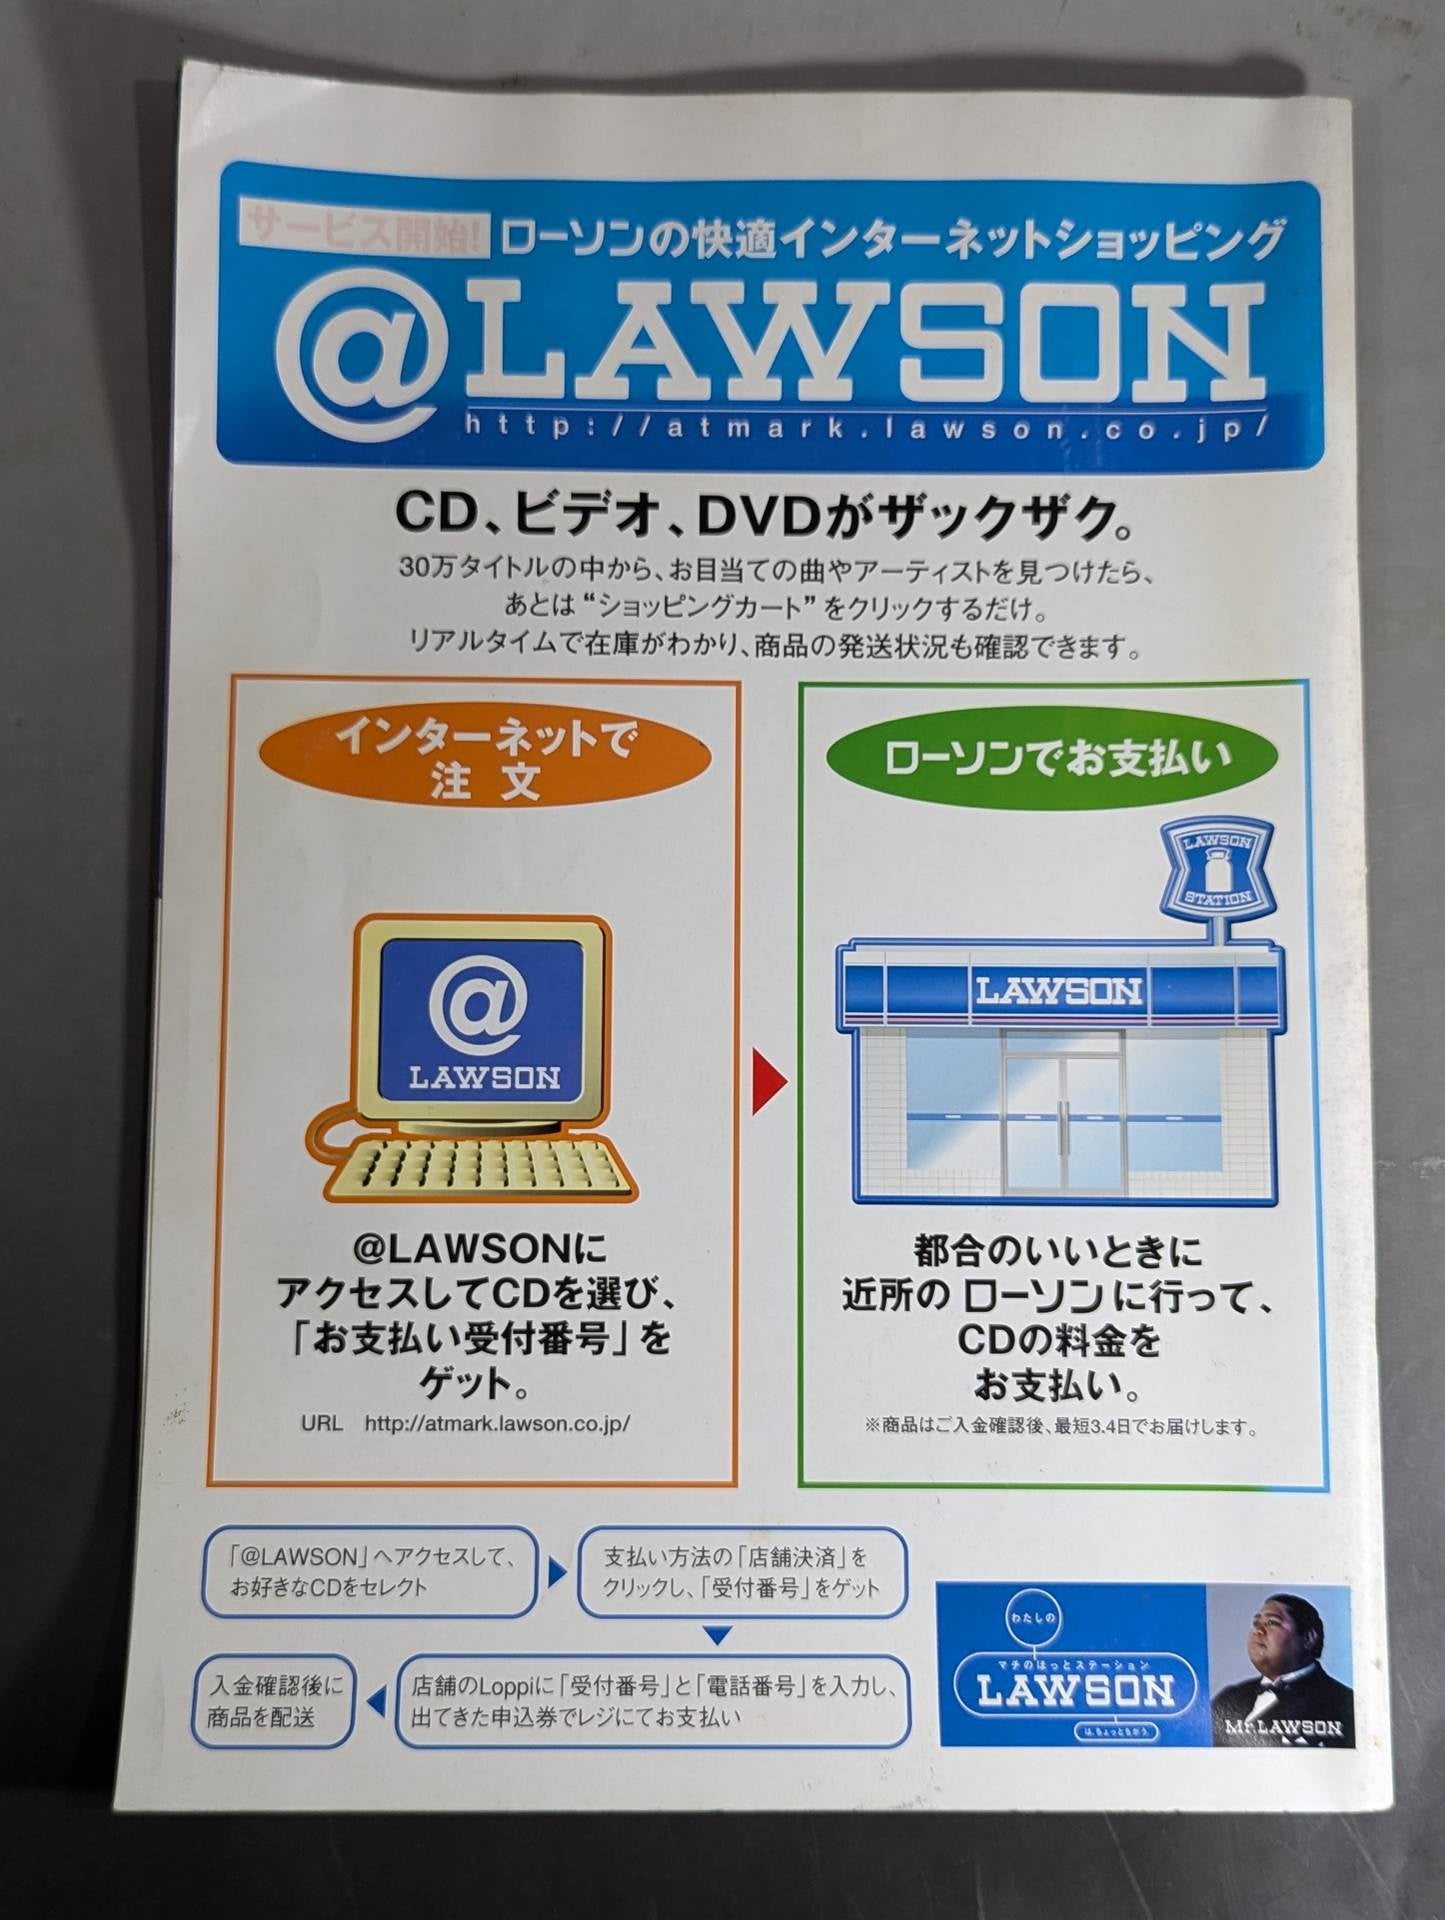 サービス開始! ローソンの快適インターネットショッピング
@LAWSON
http://atmark.lawson.co.jp/
CD、ビデオ、DVDがザックザク。
30万タイトルの中から、お目当ての曲やアーティストを見つけたら、
あとは“ショッピングカート”をクリックするだけ。
リアルタイムで在庫がわかり、商品の発送状況も確認できます。
インターネットで
注文
@
LAWSON
@LAWSONに
アクセスしてCDを選び、
「お支払い受付番号」を
ゲット。
URL http://atmark.lawson.co.jp/
ローソンでお支払い
LAWSON
STATION
LAWSON
都合のいいときに
近所のローソンに行って、
CDの料金を
お支払い。
※商品はご入金確認後、最短3.4日でお届けします。
「@LAWSON」へアクセスして、
お好きなCDをセレクト
支払い方法の「店舗決済」を
クリックし、「受付番号」をゲット
店舗のLoppiに「受付番号」と「電話番号」を入力し、
出てきた申込券でレジにてお支払い
入金確認後に
商品を配送
わたしの
マチのほっとステーション
LAWSON
は、ちょっとちがう。
Mr.LAWSON